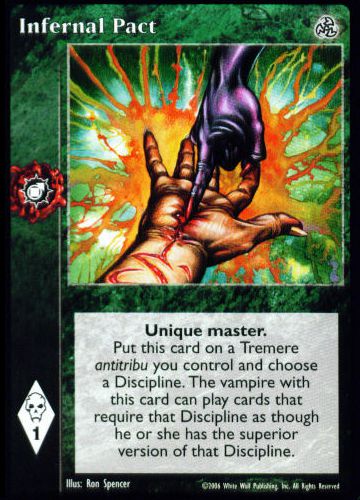 Infernal Pact
Unique master.
Put this card on a Tremere
antitribu you control and choose
a Discipline. The vampire with
this card can play cards that
require that Discipline as though
he or she has the superior
version of that Discipline.
1
Illus: Ron Spencer
©2006 White Wolf Publishing, Inc. All Rights Reserved